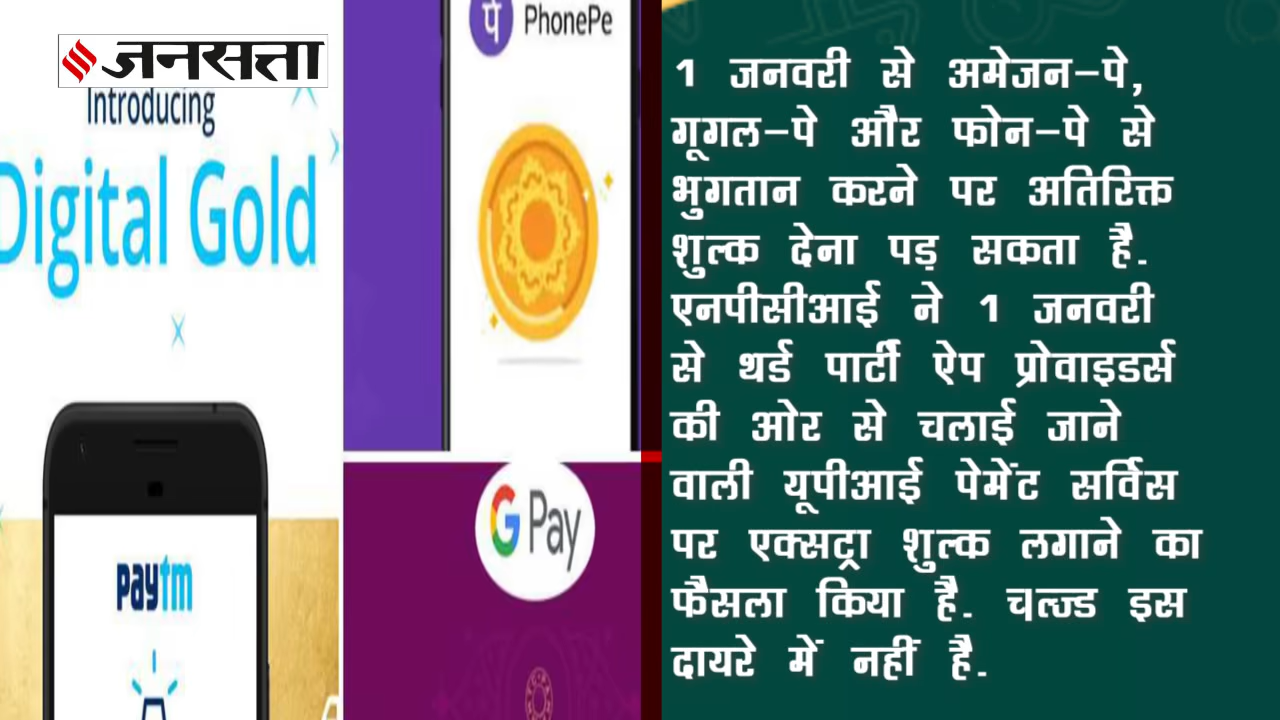 जनसत्ता
Introducing
Digital Gold
paytm
पे PhonePe
G Pay
1 जनवरी से अमेजन-पे,
गूगल-पे और फोन-पे से
भुगतान करने पर अतिरिक्त
शुल्क देना पड़ सकता है.
एनपीसीआई ने 1 जनवरी
से थर्ड पार्टी ऐप प्रोवाइडर्स
की ओर से चलाई जाने
वाली यूपीआई पेमेंट सर्विस
पर एक्सट्रा शुल्क लगाने का
फैसला किया है. चत्ज्ड इस
दायरे में नहीं है.